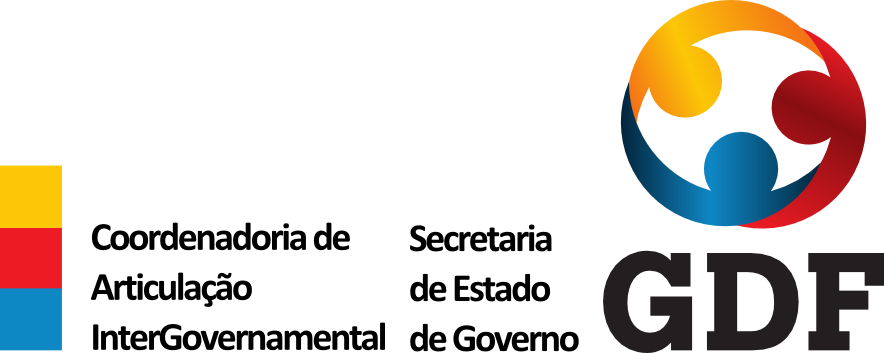 Coordenadoria de
Articulação
InterGovernamental
Secretaria
de Estado
de Governo
GDF